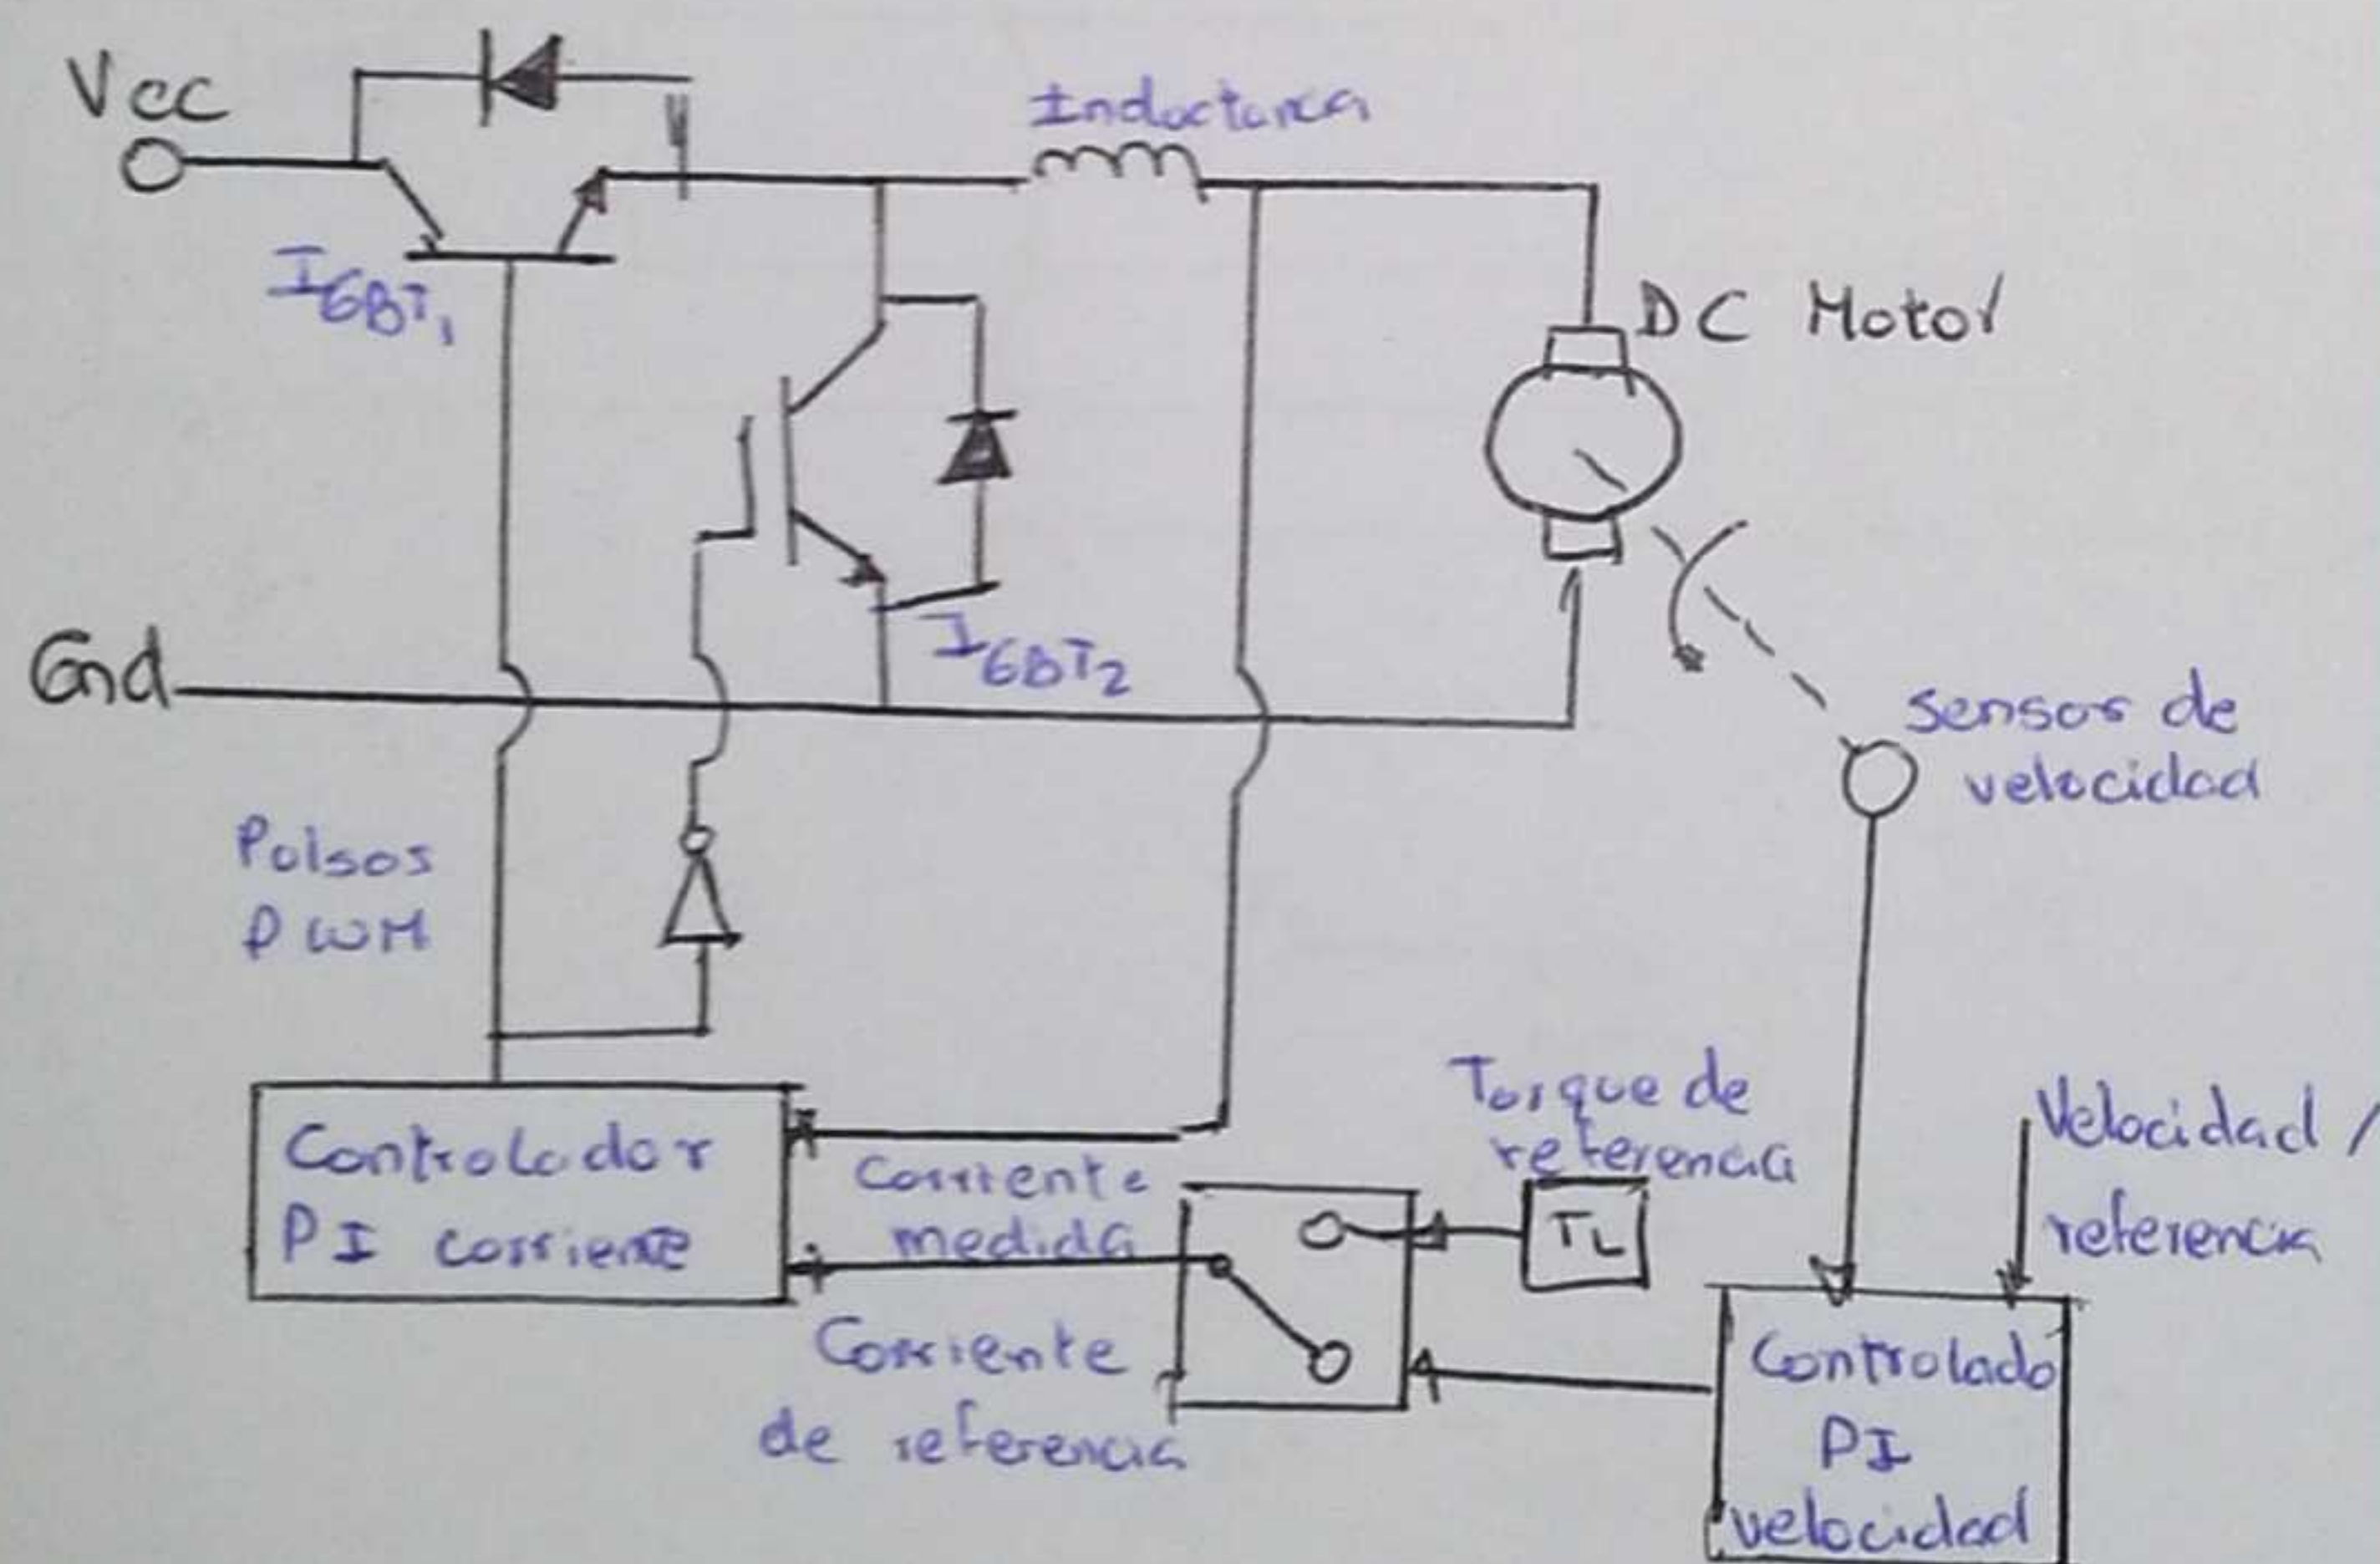 Vcc
Inductanca
IGBT1
DC Motor
IGBT2
Gnd
sensor de
velocidad
Pulsos
PWM
Torque de
referencia
TL
Velocidad /
referencia
Controlador
PI corriente
Corriente
medida
Corriente
de referencia
Controlado
PI
velocidad